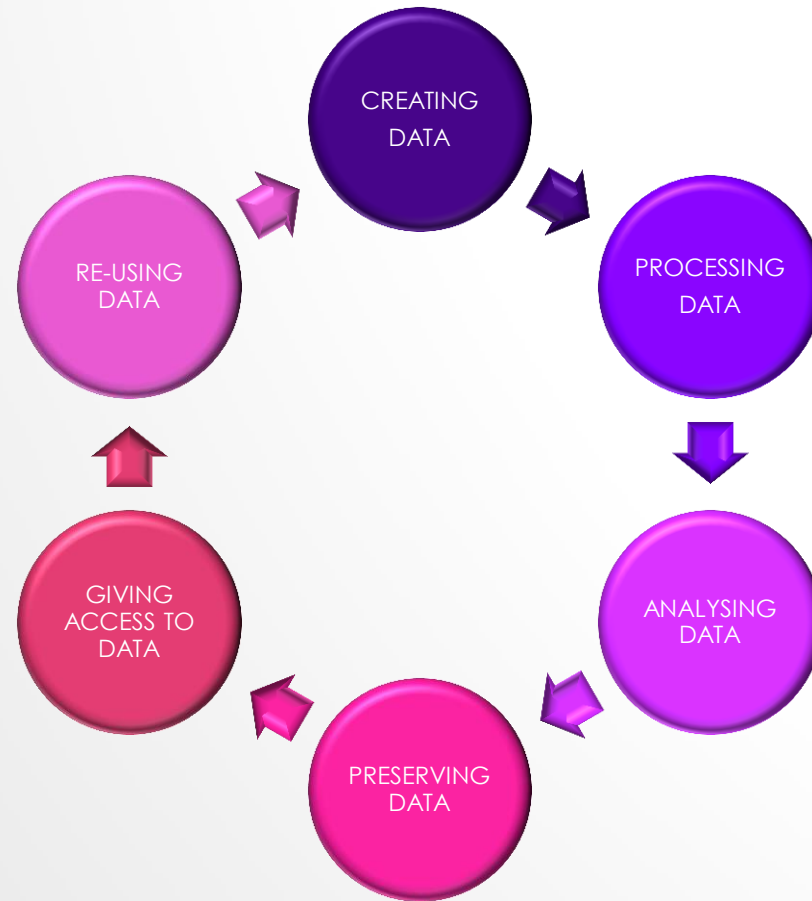 CREATING
DATA
PROCESSING
DATA
ANALYSING
DATA
PRESERVING
DATA
GIVING
ACCESS TO
DATA
RE-USING
DATA